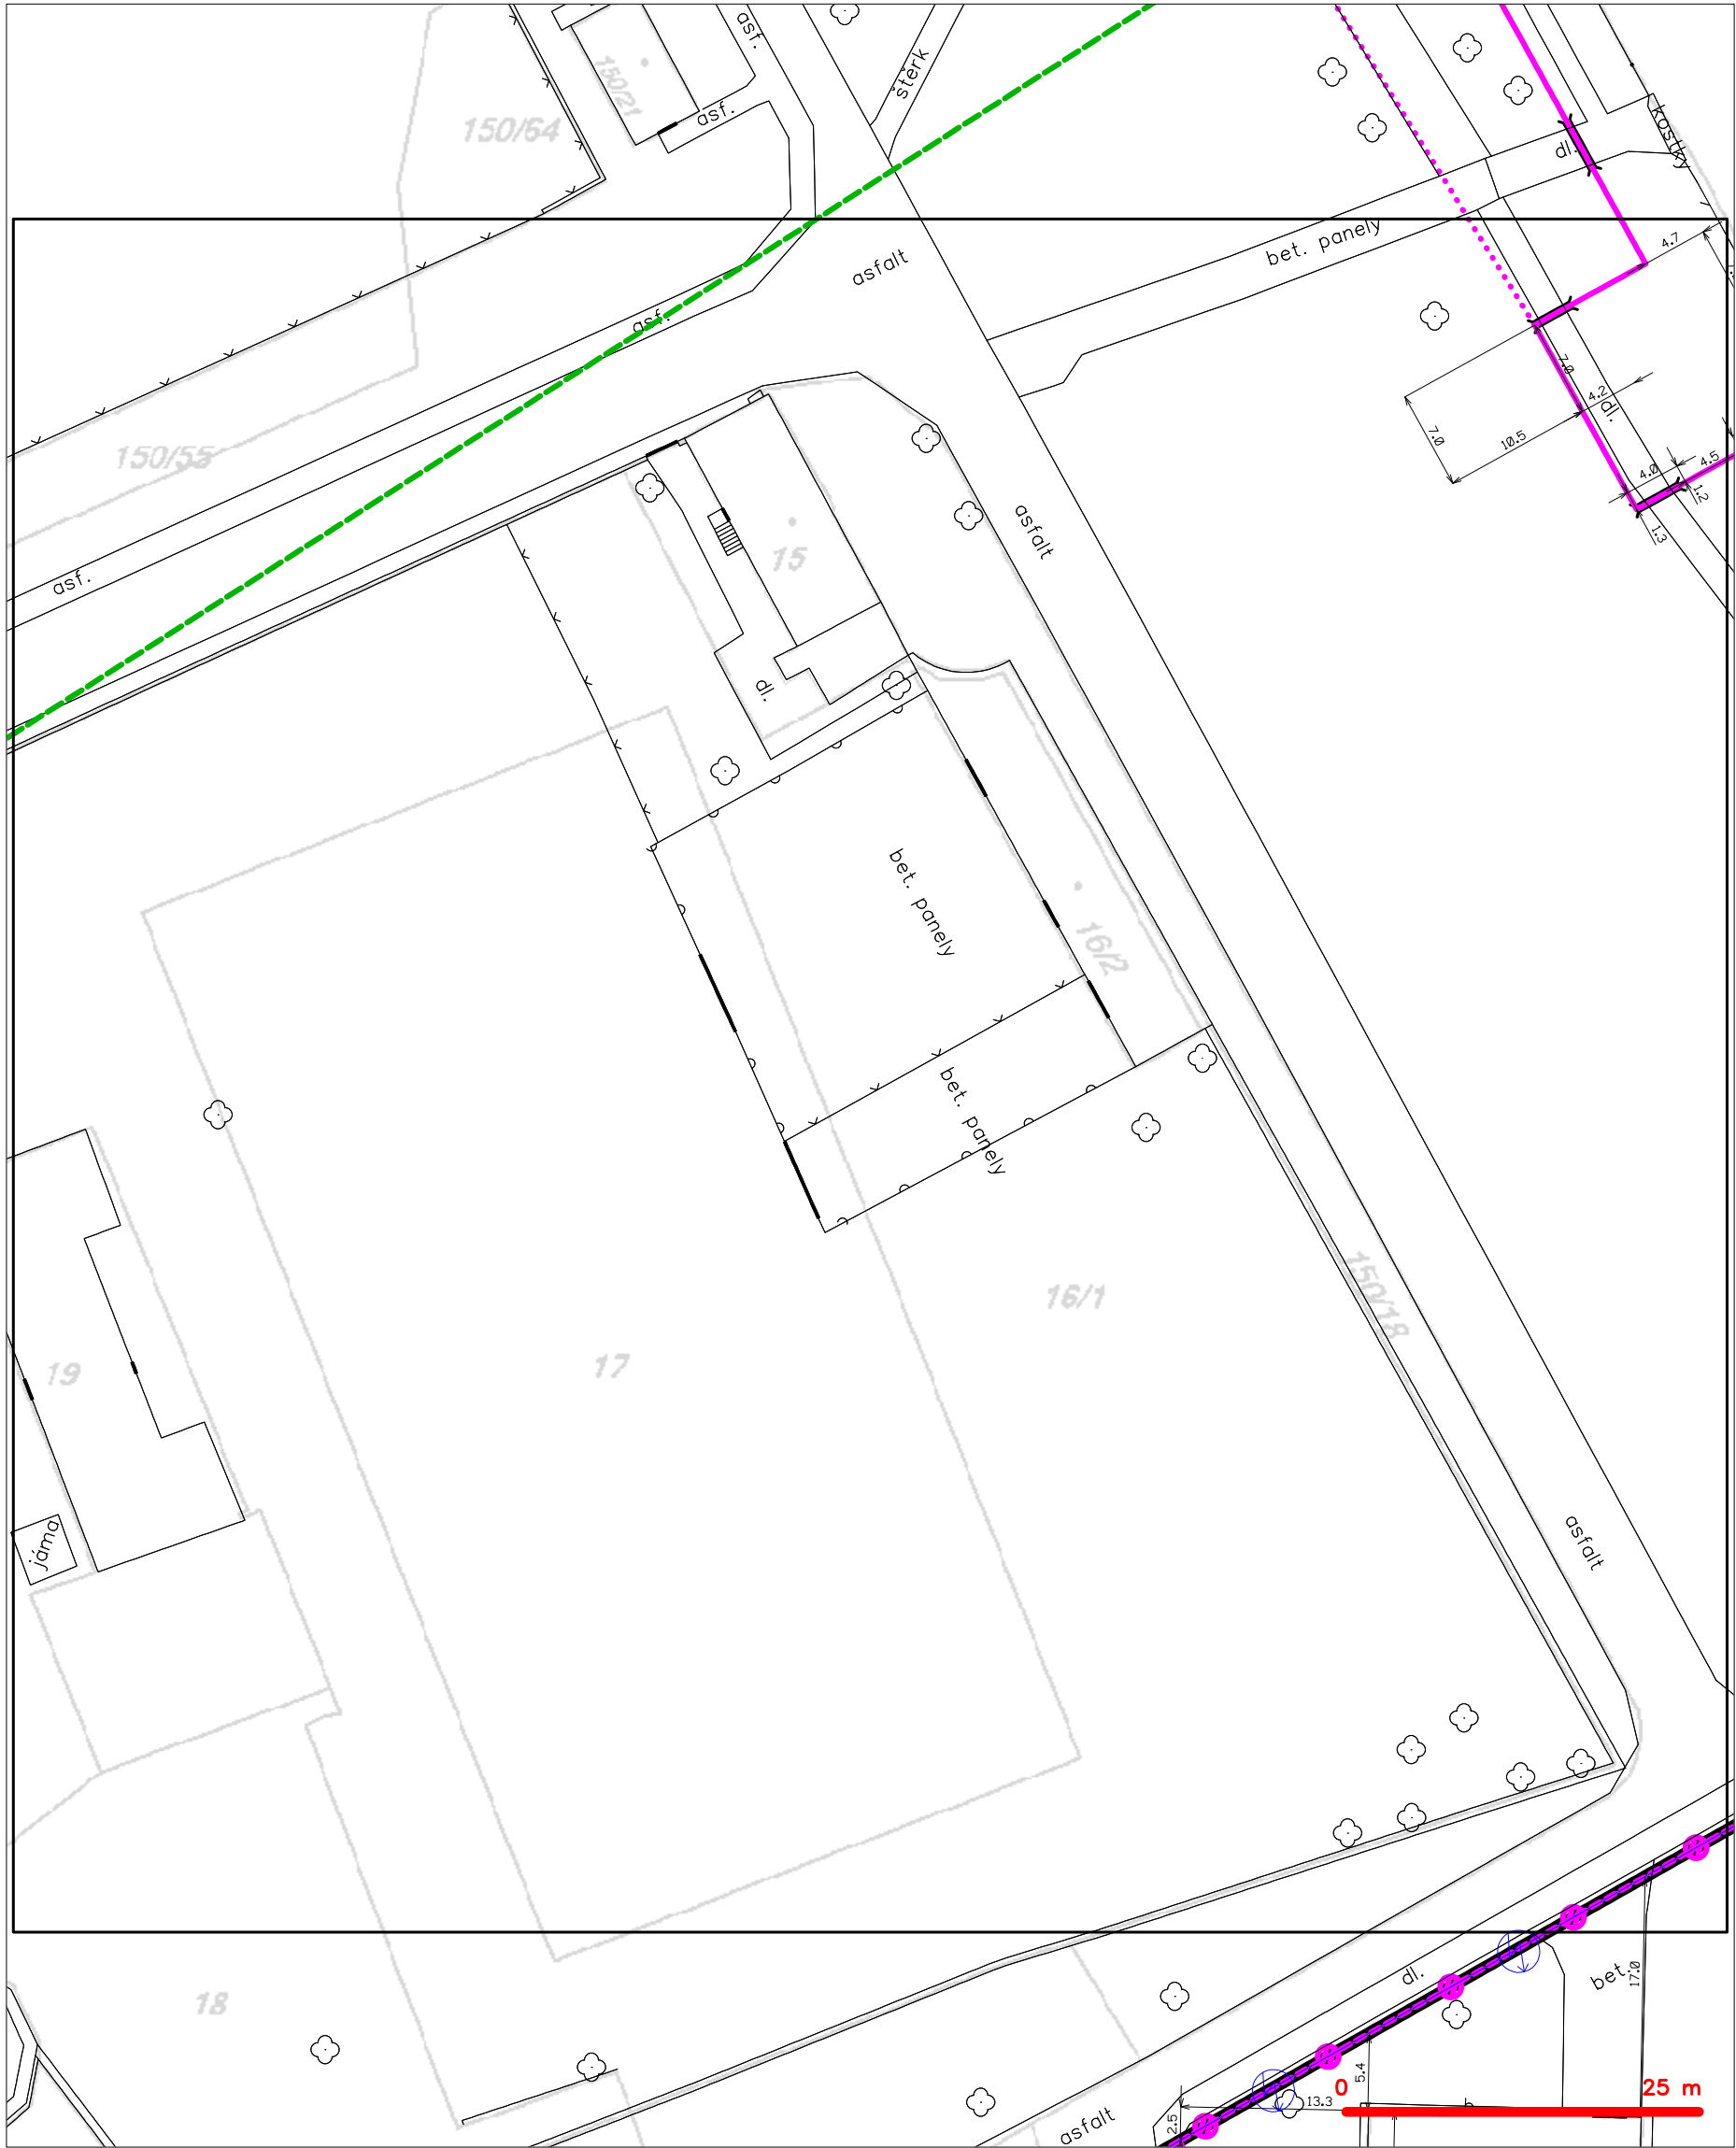 asf.
štěrk
150/21
150/64
asf.
kostky
dl.
bet. panely
4.7
asfalt
asf.
7.0
4.2
dl.
7.0
10.5
150/55
4.0
4.5
1.2
1.3
asfalt
15
asf.
dl.
bet. panely
16/2
bet. panely
16/1
150/18
17
19
asfalt
jáma
18
dl.
bet.
17.0
5.4
0
25 m
13.3
2.5
asfalt